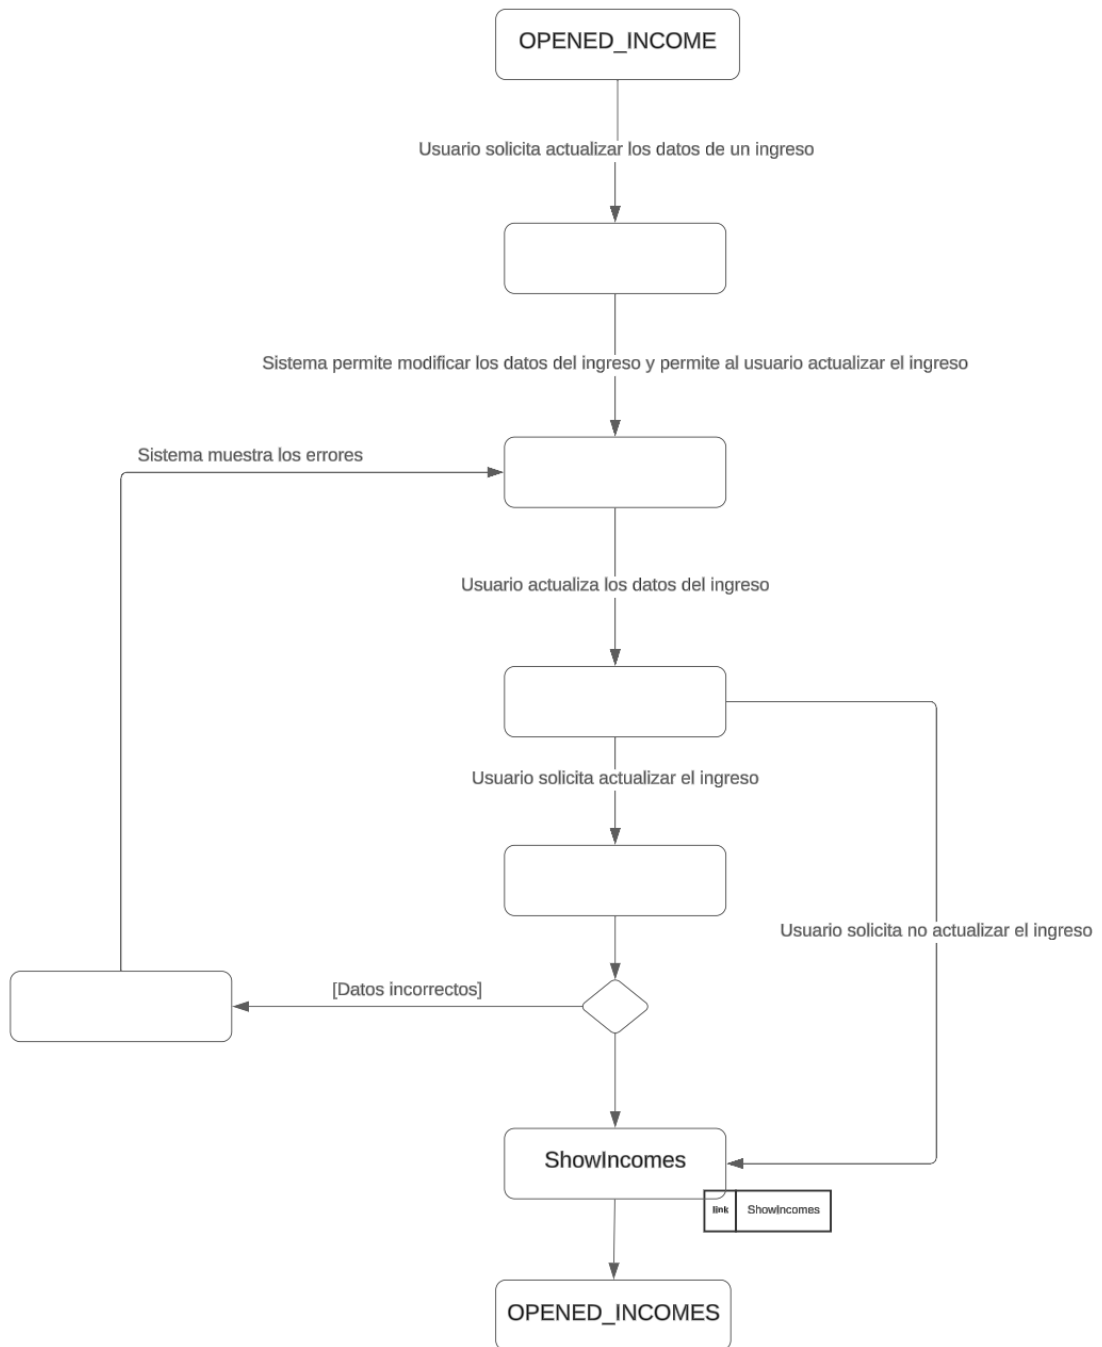 OPENED_INCOME
Usuario solicita actualizar los datos de un ingreso
Sistema permite modificar los datos del ingreso y permite al usuario actualizar el ingreso
Sistema muestra los errores
Usuario actualiza los datos del ingreso
Usuario solicita actualizar el ingreso
Usuario solicita no actualizar el ingreso
[Datos incorrectos]
ShowIncomes
link ShowIncomes
OPENED_INCOMES